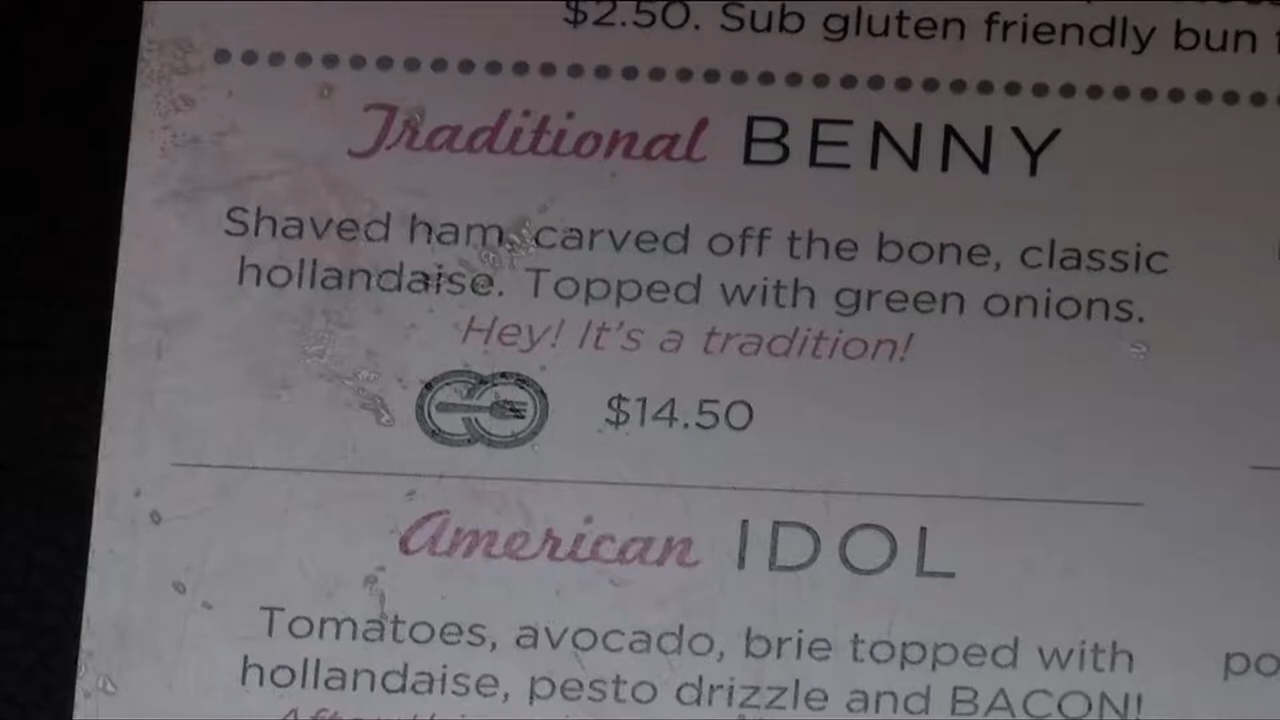 $2.50. Sub gluten friendly bun
Traditional BENNY
Shaved ham, carved off the bone, classic
hollandaise. Topped with green onions.
Hey! It's a tradition!
$14.50
American IDOL
Tomatoes, avocado, brie topped with
hollandaise, pesto drizzle and BACON!